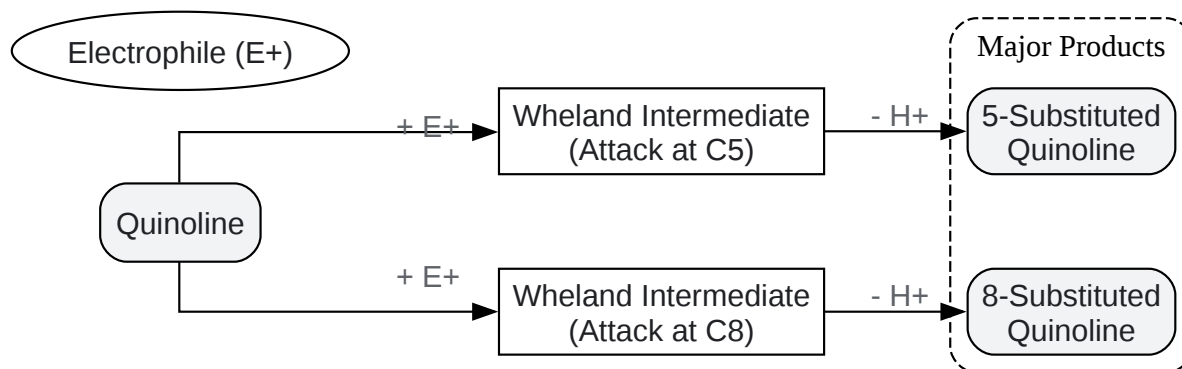 Electrophile (E+)
Major Products
+ E+
Wheland Intermediate
(Attack at C5)
- H+
5-Substituted
Quinoline
Quinoline
+ E+
Wheland Intermediate
(Attack at C8)
- H+
8-Substituted
Quinoline